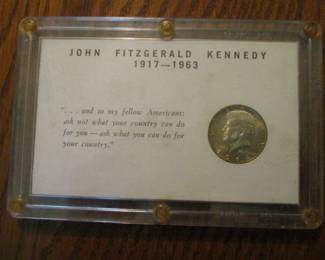 JOHN FITZGERALD KENNEDY
1917—1963
". . . and to my fellow Americans:
ask not what your country can do
for you — ask what you can do for
your country."